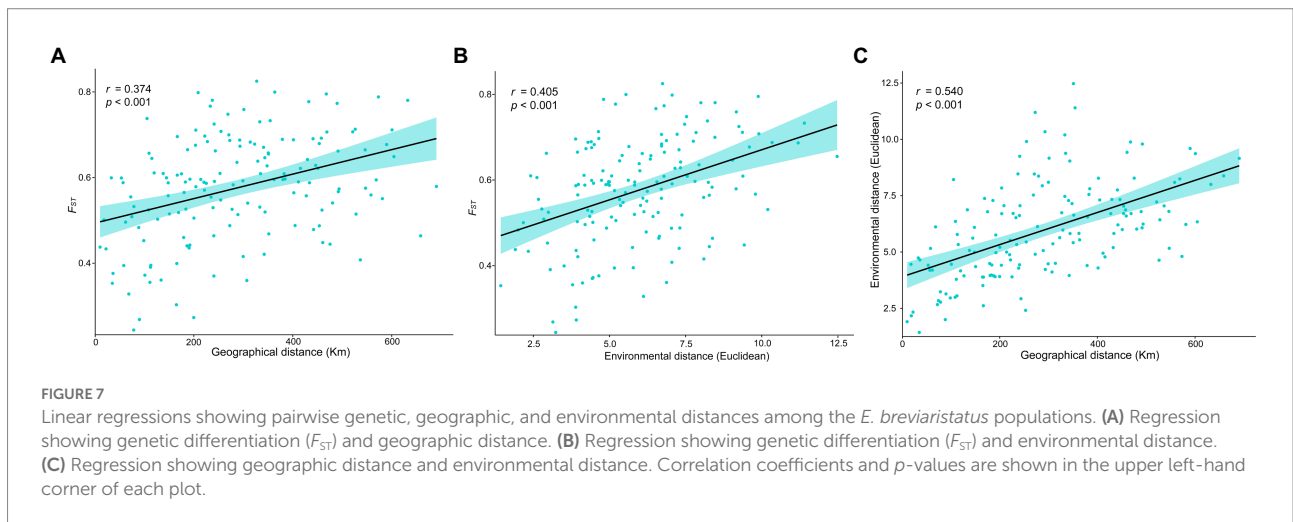 A
r = 0.374
p < 0.001
0.8
0.6
0.4
FST
0
200
400
600
Geographical distance (Km)
B
r = 0.405
p < 0.001
0.8
0.6
0.4
FST
2.5
5.0
7.5
10.0
12.5
Environmental distance (Euclidean)
C
r = 0.540
p < 0.001
12.5
10.0
7.5
5.0
2.5
Environmental distance (Euclidean)
0
200
400
600
Geographical distance (Km)
FIGURE 7
Linear regressions showing pairwise genetic, geographic, and environmental distances among the E. breviaristatus populations. (A) Regression
showing genetic differentiation (FST) and geographic distance. (B) Regression showing genetic differentiation (FST) and environmental distance.
(C) Regression showing geographic distance and environmental distance. Correlation coefficients and p-values are shown in the upper left-hand
corner of each plot.